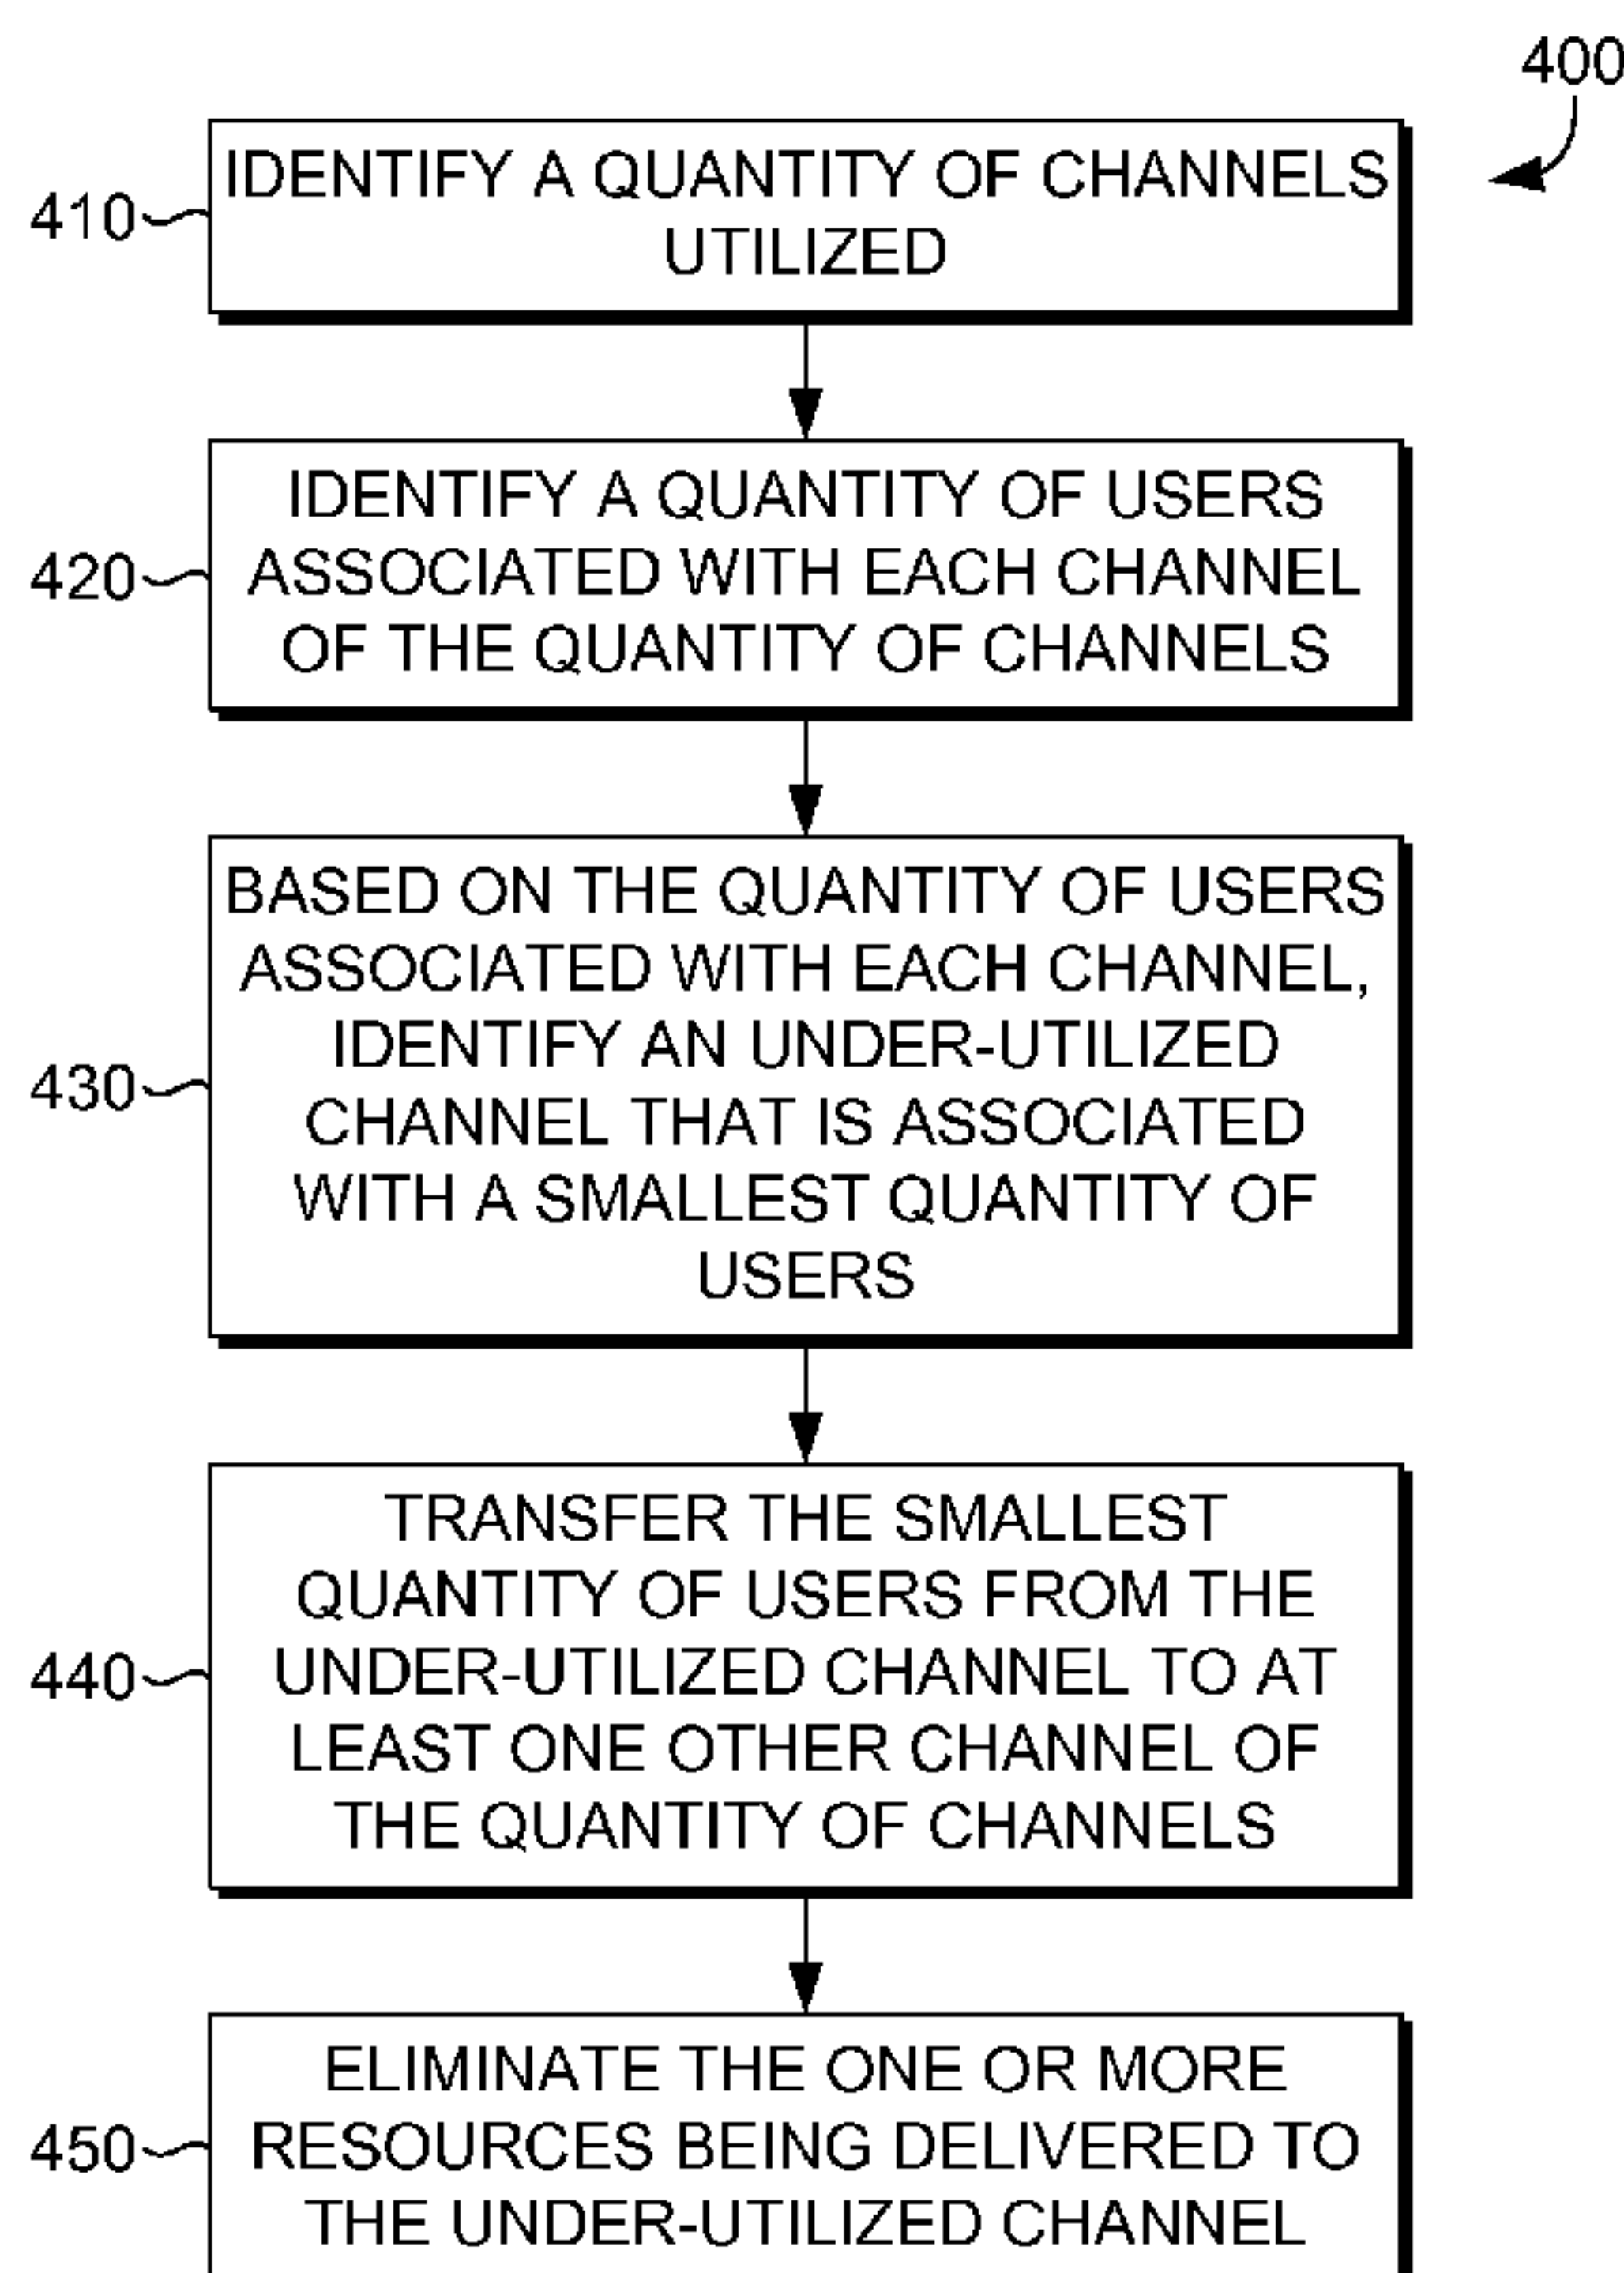 400
410
IDENTIFY A QUANTITY OF CHANNELS
UTILIZED
420
IDENTIFY A QUANTITY OF USERS
ASSOCIATED WITH EACH CHANNEL
OF THE QUANTITY OF CHANNELS
430
BASED ON THE QUANTITY OF USERS
ASSOCIATED WITH EACH CHANNEL,
IDENTIFY AN UNDER-UTILIZED
CHANNEL THAT IS ASSOCIATED
WITH A SMALLEST QUANTITY OF
USERS
440
TRANSFER THE SMALLEST
QUANTITY OF USERS FROM THE
UNDER-UTILIZED CHANNEL TO AT
LEAST ONE OTHER CHANNEL OF
THE QUANTITY OF CHANNELS
450
ELIMINATE THE ONE OR MORE
RESOURCES BEING DELIVERED TO
THE UNDER-UTILIZED CHANNEL